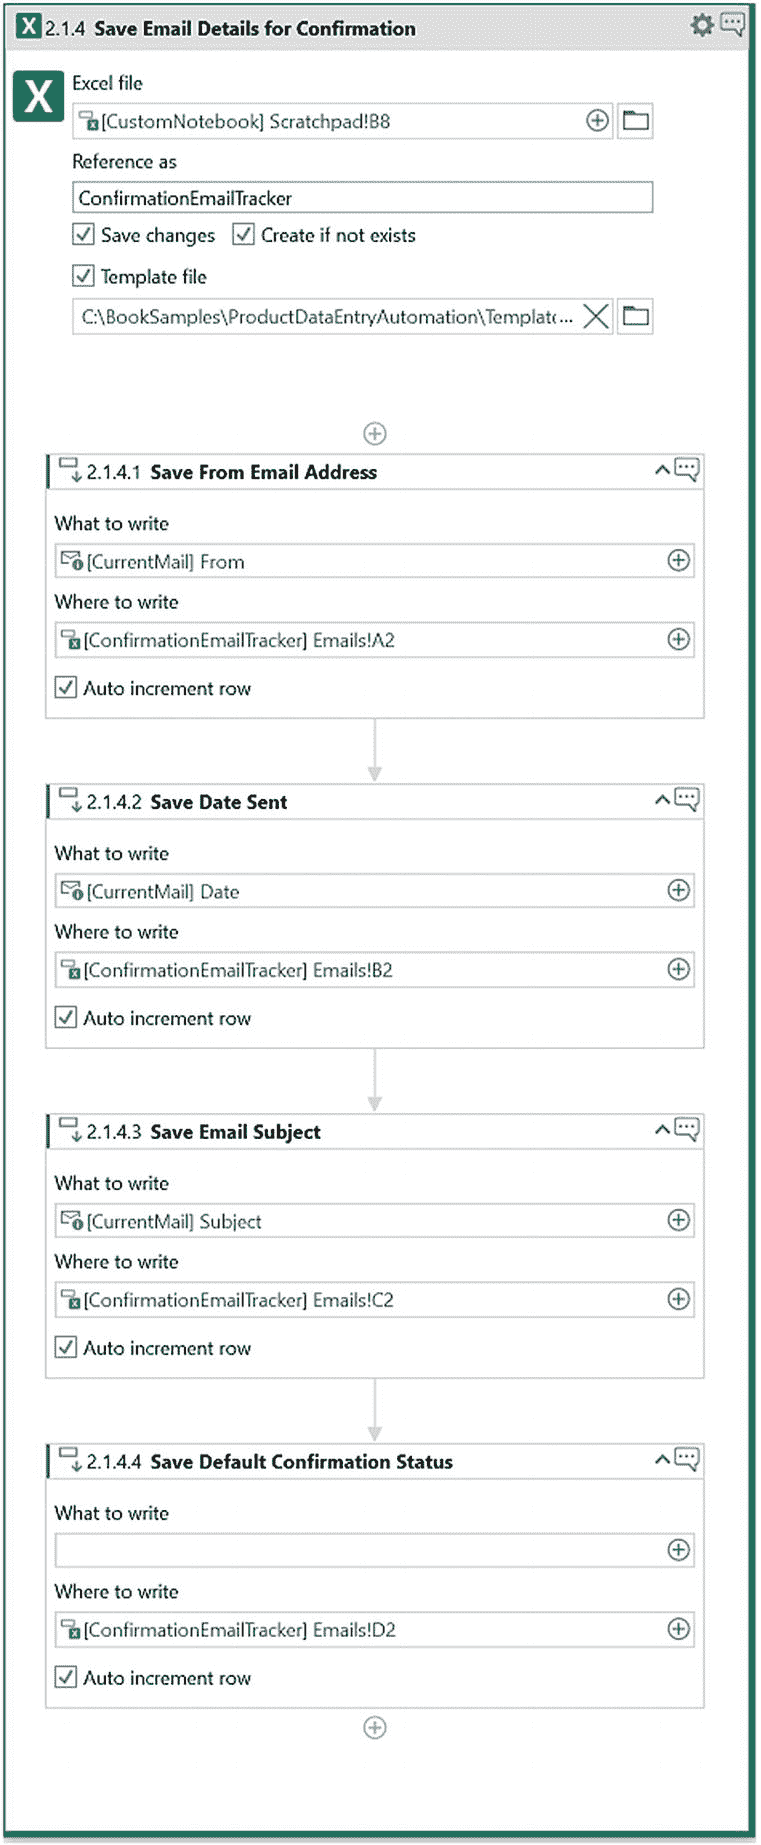 2.1.4 Save Email Details for Confirmation
Excel file
[CustomNotebook] Scratchpad!B8
Reference as
ConfirmationEmailTracker
Save changes Create if not exists
Template file
C:\BookSamples\ProductDataEntryAutomation\Template...
2.1.4.1 Save From Email Address
What to write
[CurrentMail] From
Where to write
[ConfirmationEmailTracker] Emails!A2
Auto increment row
2.1.4.2 Save Date Sent
What to write
[CurrentMail] Date
Where to write
[ConfirmationEmailTracker] Emails!B2
Auto increment row
2.1.4.3 Save Email Subject
What to write
[CurrentMail] Subject
Where to write
[ConfirmationEmailTracker] Emails!C2
Auto increment row
2.1.4.4 Save Default Confirmation Status
What to write
Where to write
[ConfirmationEmailTracker] Emails!D2
Auto increment row